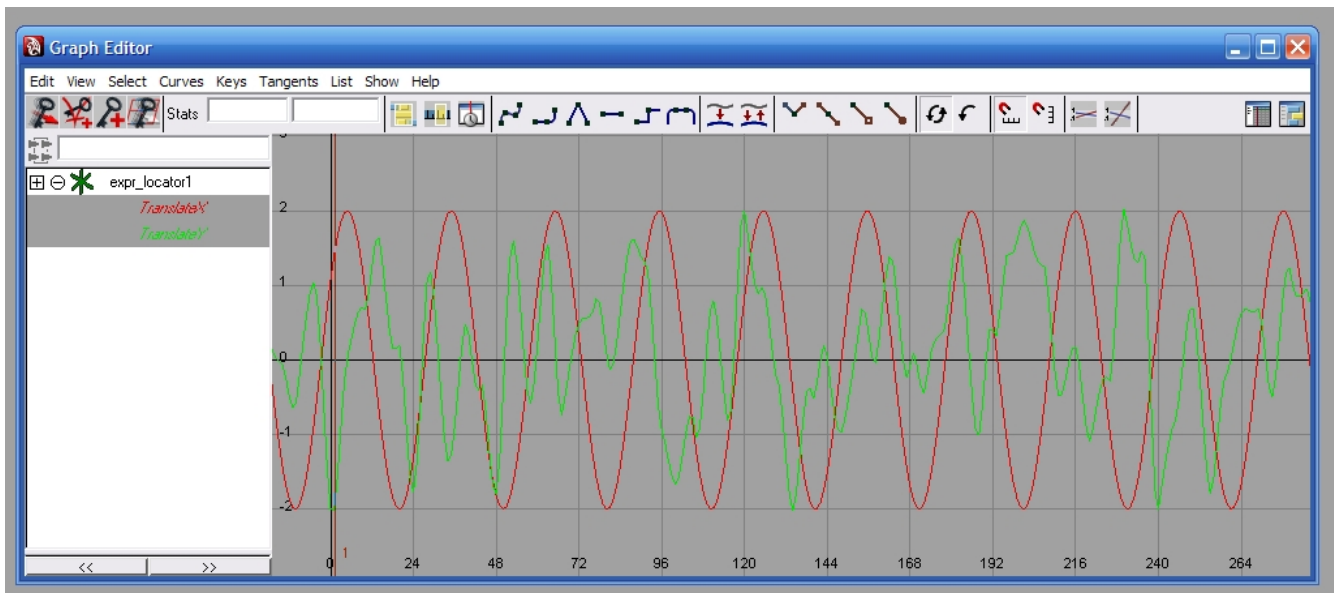 Graph Editor
Edit View Select Curves Keys Tangents List Show Help
Stats
expr_locator1
TranslateX
TranslateY
3
2
1
0
-1
-2
1
0 24 48 72 96 120 144 168 192 216 240 264
<< >>